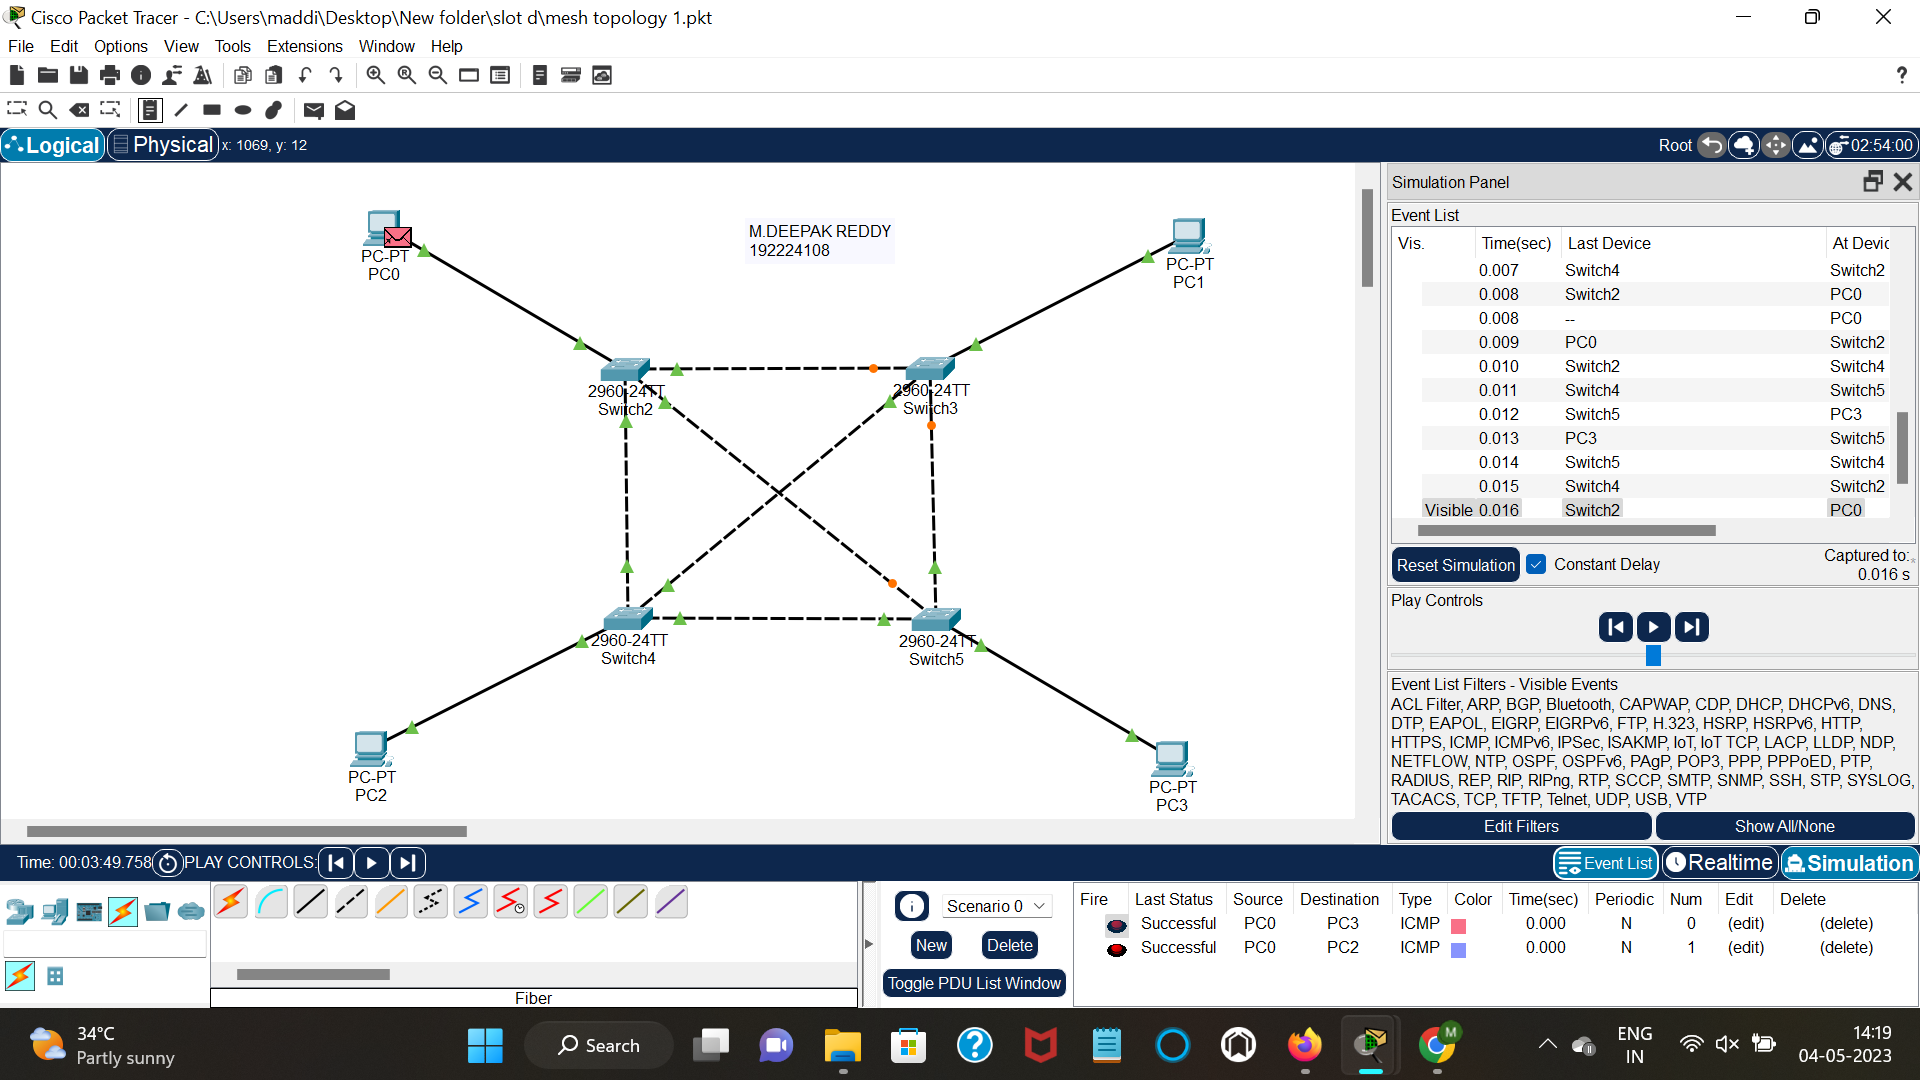 Cisco Packet Tracer - C:\Users\maddi\Desktop\New folder\slot d\mesh topology 1.pkt
File Edit Options View Tools Extensions Window Help
?
Logical Physical x: 1069, y: 12
Root 02:54:00
M.DEEPAK REDDY
192224108
PC-PT
PC0
PC-PT
PC1
2960-24TT
Switch2
2960-24TT
Switch3
2960-24TT
Switch4
2960-24TT
Switch5
PC-PT
PC2
PC-PT
PC3
Simulation Panel
Event List
Vis. Time(sec) Last Device At Devic
0.007 Switch4 Switch2
0.008 Switch2 PC0
0.008 -- PC0
0.009 PC0 Switch2
0.010 Switch2 Switch4
0.011 Switch4 Switch5
0.012 Switch5 PC3
0.013 PC3 Switch5
0.014 Switch5 Switch4
0.015 Switch4 Switch2
Visible 0.016 Switch2 PC0
Reset Simulation Constant Delay Captured to:
0.016 s
Play Controls
Event List Filters - Visible Events
ACL Filter, ARP, BGP, Bluetooth, CAPWAP, CDP, DHCP, DHCPv6, DNS,
DTP, EAPOL, EIGRP, EIGRPv6, FTP, H.323, HSRP, HSRPv6, HTTP,
HTTPS, ICMP, ICMPv6, IPSec, ISAKMP, IoT, IoT TCP, LACP, LLDP, NDP,
NETFLOW, NTP, OSPF, OSPFv6, PAgP, POP3, PPP, PPPoED, PTP,
RADIUS, REP, RIP, RIPng, RTP, SCCP, SMTP, SNMP, SSH, STP, SYSLOG,
TACACS, TCP, TFTP, Telnet, UDP, USB, VTP
Edit Filters Show All/None
Time: 00:03:49.758 PLAY CONTROLS:
Event List Realtime Simulation
Fiber
Scenario 0
New Delete
Toggle PDU List Window
Fire Last Status Source Destination Type Color Time(sec) Periodic Num Edit Delete
Successful PC0 PC3 ICMP 0.000 N 0 (edit) (delete)
Successful PC0 PC2 ICMP 0.000 N 1 (edit) (delete)
34°C
Partly sunny
Search
M
ENG
IN
14:19
04-05-2023